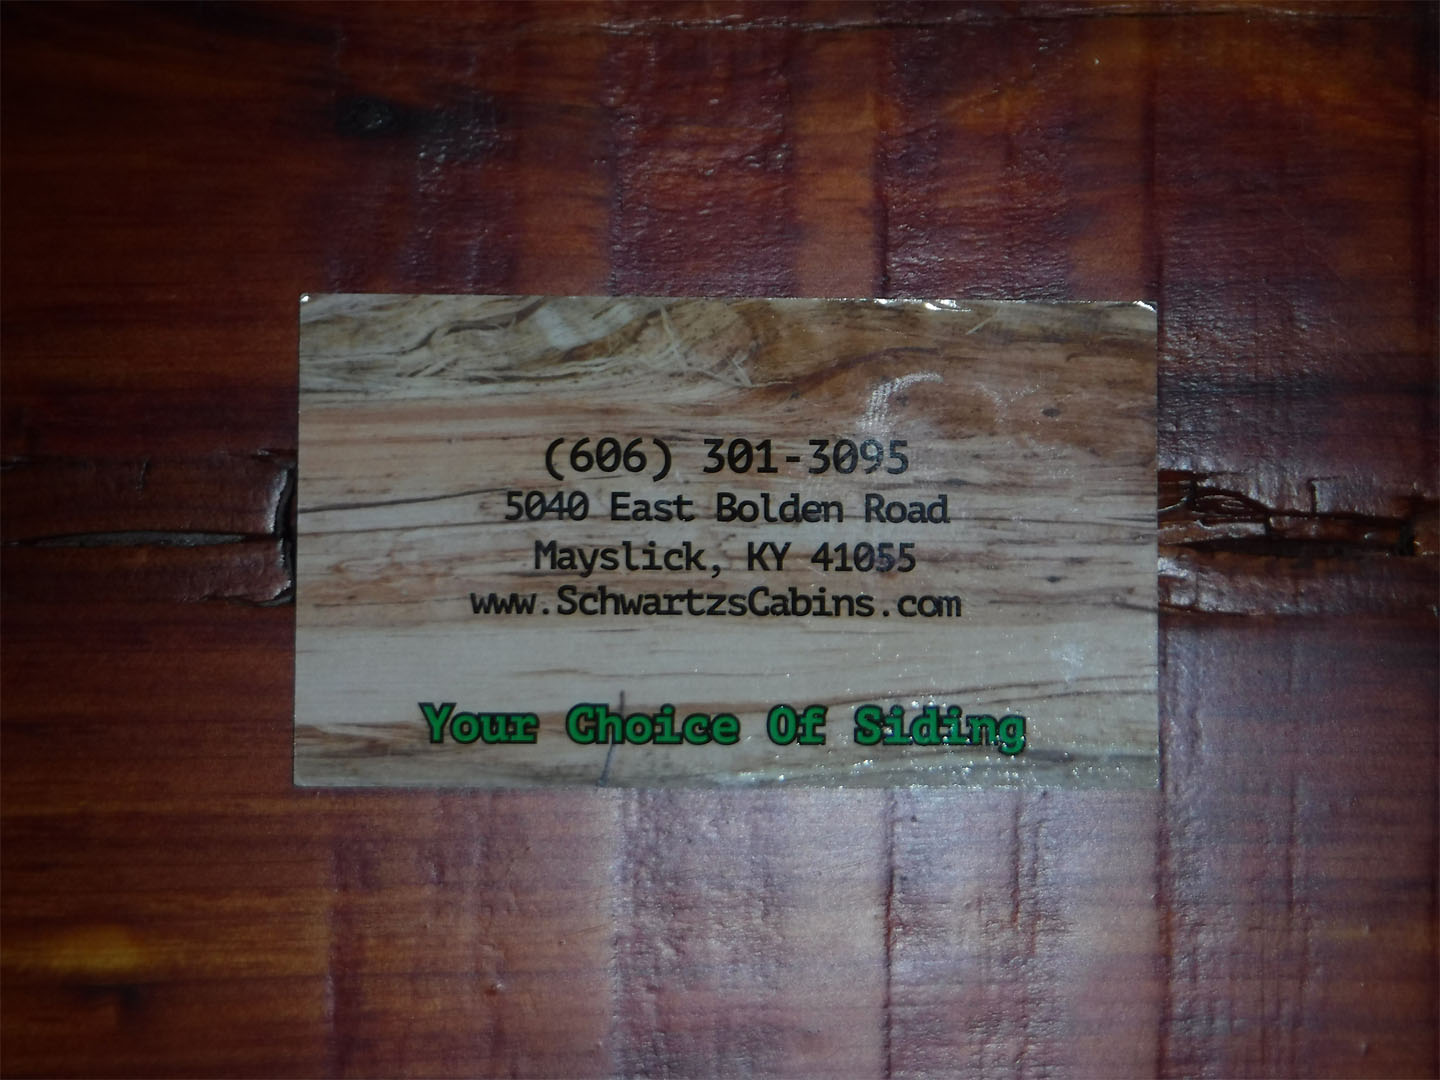 (606) 301-3095
5040 East Bolden Road
Mayslick, KY 41055
www.SchwartzsCabins.com
Your Choice Of Siding